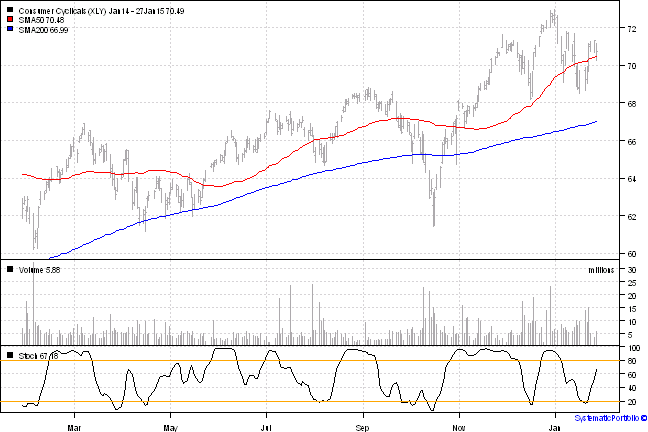 Consumer Cyclicals (XLY) Jan14 - 27Jan15 70.49
SMA50 70.48
SMA200 66.99
72
70
68
66
64
62
60
Volume 5.88
millions
30
25
20
15
10
5
Stoch 67.18
100
80
60
40
20
Mar May Jul Sep Nov Jan
SystematicPortfolio ©